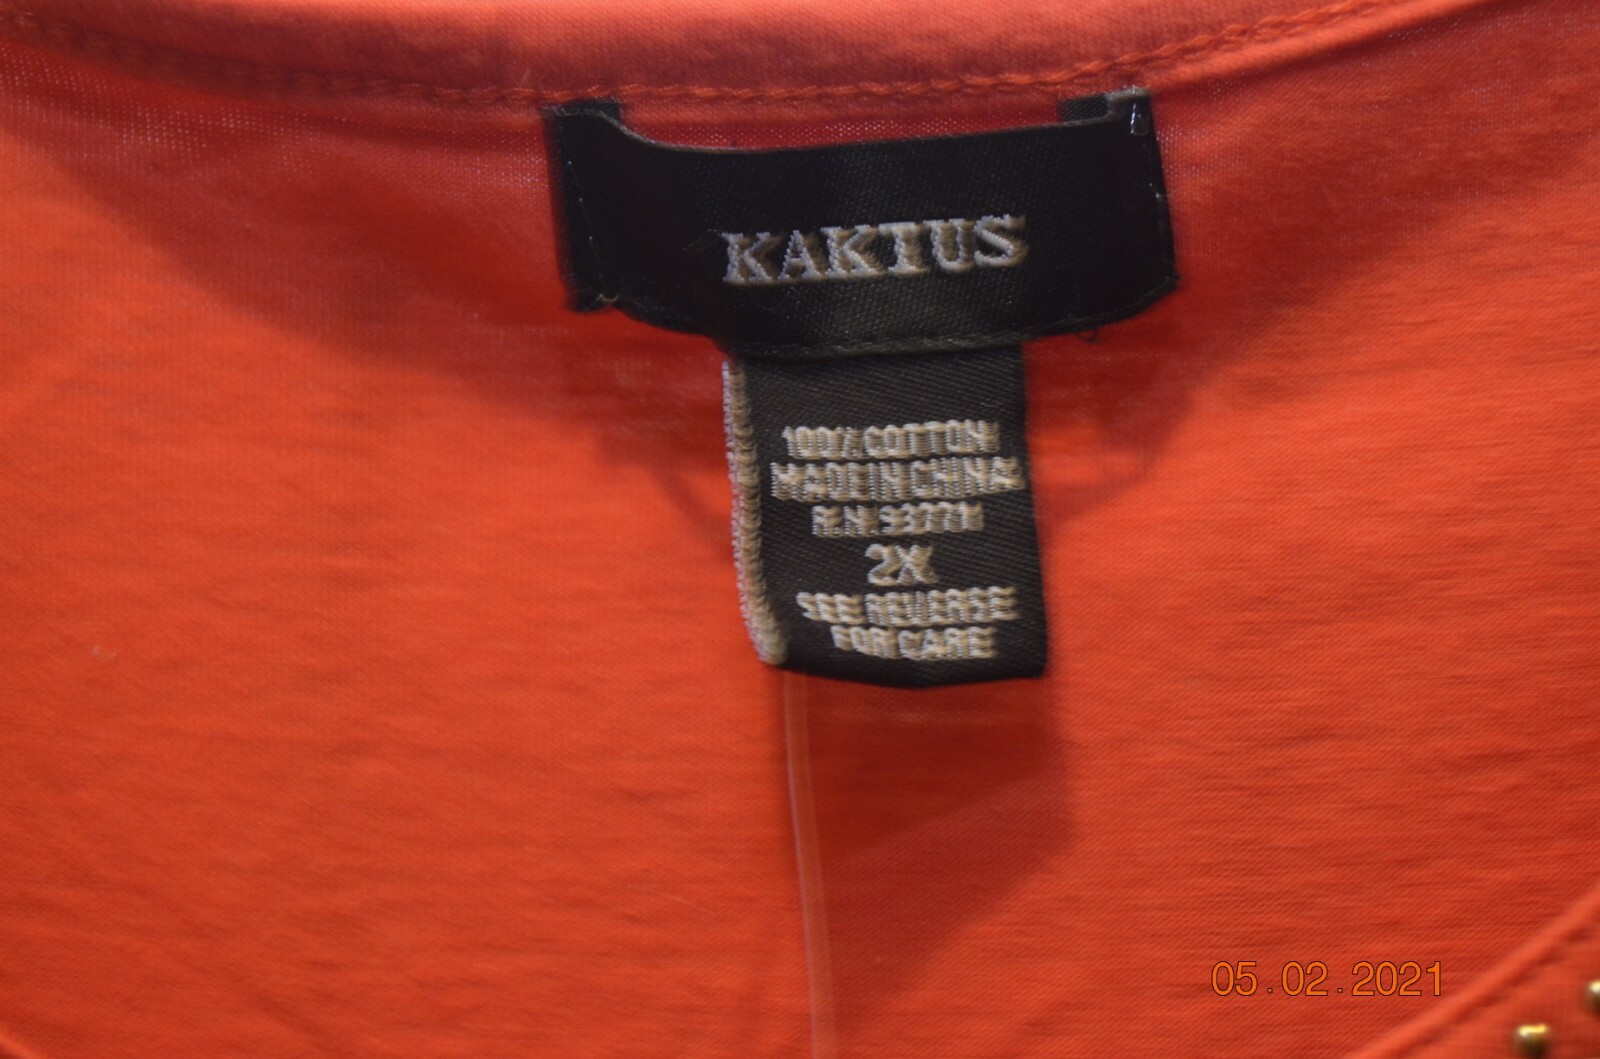 KAKTUS
100% COTTON
MADE IN CHINA
R.N.
2X
SEE REVERSE
FOR CARE
05.02.2021